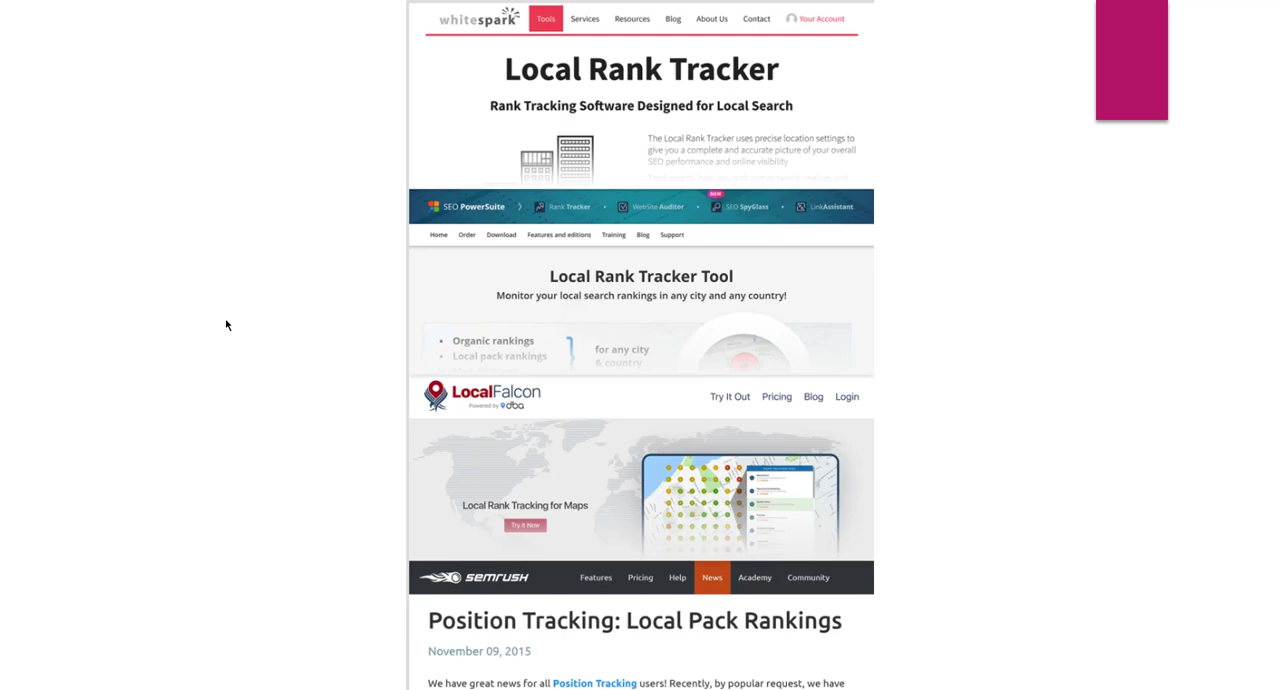 whitespark Tools Services Resources Blog About Us Contact Your Account
Local Rank Tracker
Rank Tracking Software Designed for Local Search
The Local Rank Tracker uses precise location settings to
give you a complete and accurate picture of your overall
SEO performance and online visibility
NEW
SEO PowerSuite Rank Tracker WebSite Auditor SEO SpyGlass LinkAssistant
Home Order Download Features and editions Training Blog Support
Local Rank Tracker Tool
Monitor your local search rankings in any city and any country!
• Organic rankings
• Local pack rankings
for any city
& country
LocalFalcon
Powered by dba
Try It Out Pricing Blog Login
Local Rank Tracking for Maps
Try It Now
SEMRUSH Features Pricing Help News Academy Community
Position Tracking: Local Pack Rankings
November 09, 2015
We have great news for all Position Tracking users! Recently, by popular request, we have